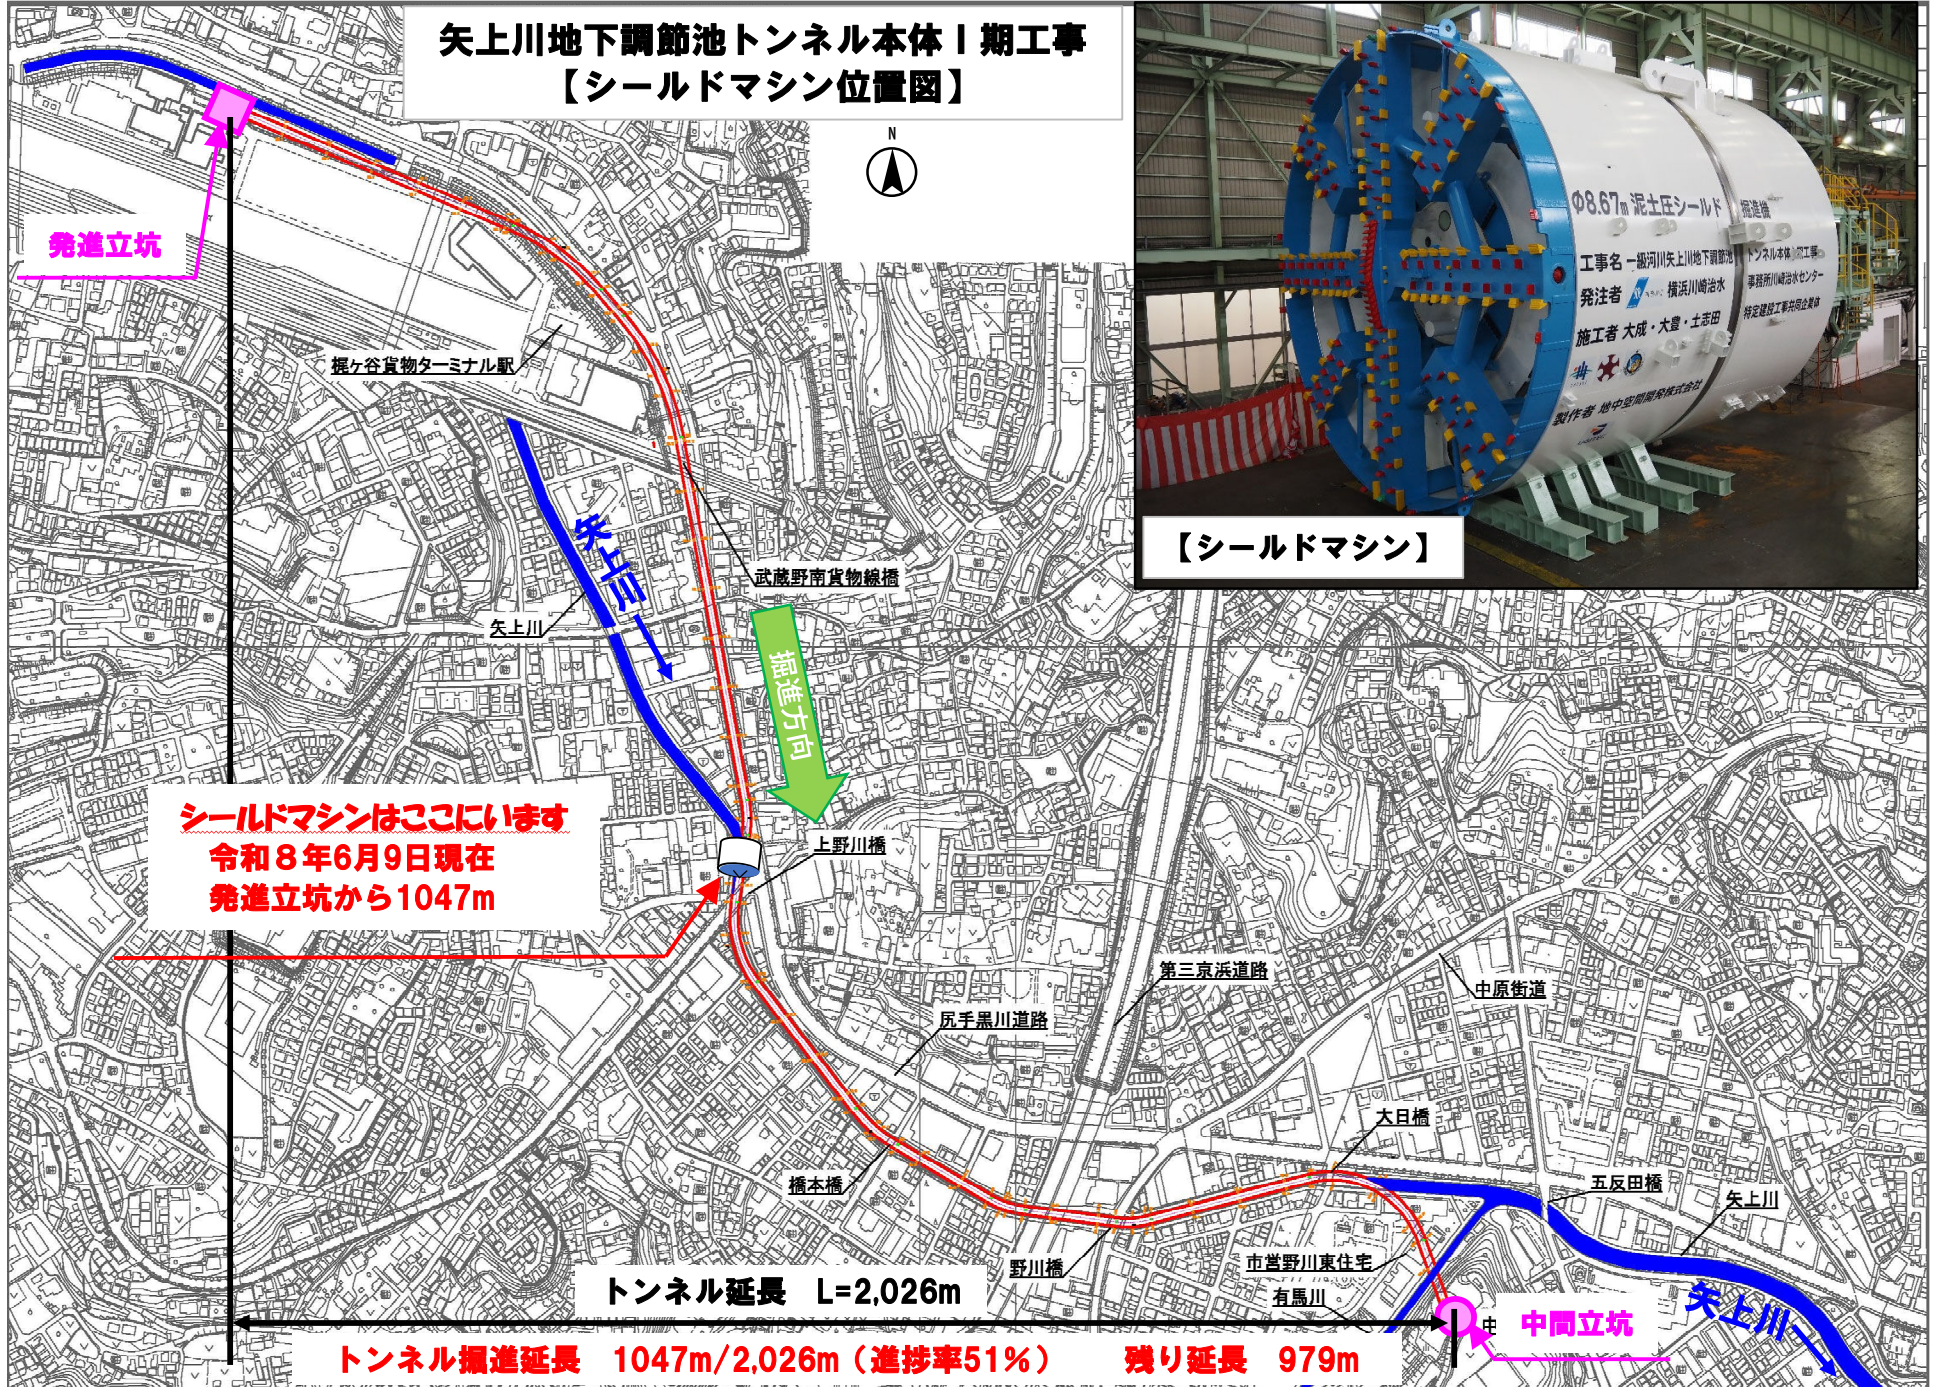 矢上川地下調節池トンネル本体Ⅰ期工事
【シールドマシン位置図】
N
発進立坑
梶ヶ谷貨物ターミナル駅
矢上川
矢上川
武蔵野南貨物線橋
掘進方向
Φ8.67m 泥土圧シールド掘進機
工事名 一級河川矢上川地下調節池トンネル本体Ⅰ期工事
発注者 横浜川崎治水事務所川崎治水センター
施工者 大成・大豊・土志田特定建設工事共同企業体
製作者 地中空間開発株式会社
【シールドマシン】
シールドマシンはここにいます
令和8年6月9日現在
発進立坑から1047m
上野川橋
第三京浜道路
中原街道
尻手黒川道路
大日橋
橋本橋
五反田橋
矢上川
野川橋
市営野川東住宅
有馬川
矢上川
中
中間立坑
トンネル延長 L=2,026m
トンネル掘進延長 1047m/2,026m(進捗率51%) 残り延長 979m